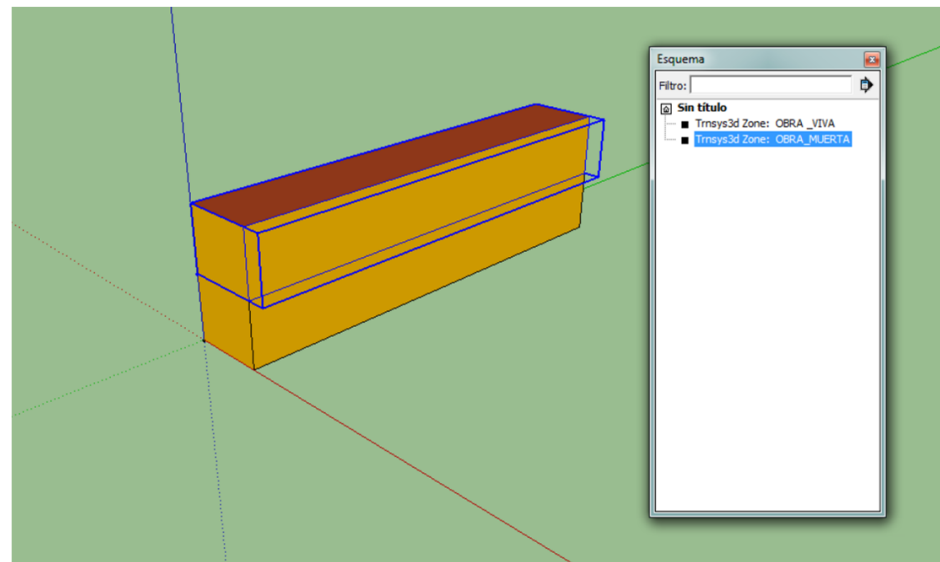 Esquema
Filtro:
Sin título
Trnsys3d Zone: OBRA _VIVA
Trnsys3d Zone: OBRA_MUERTA